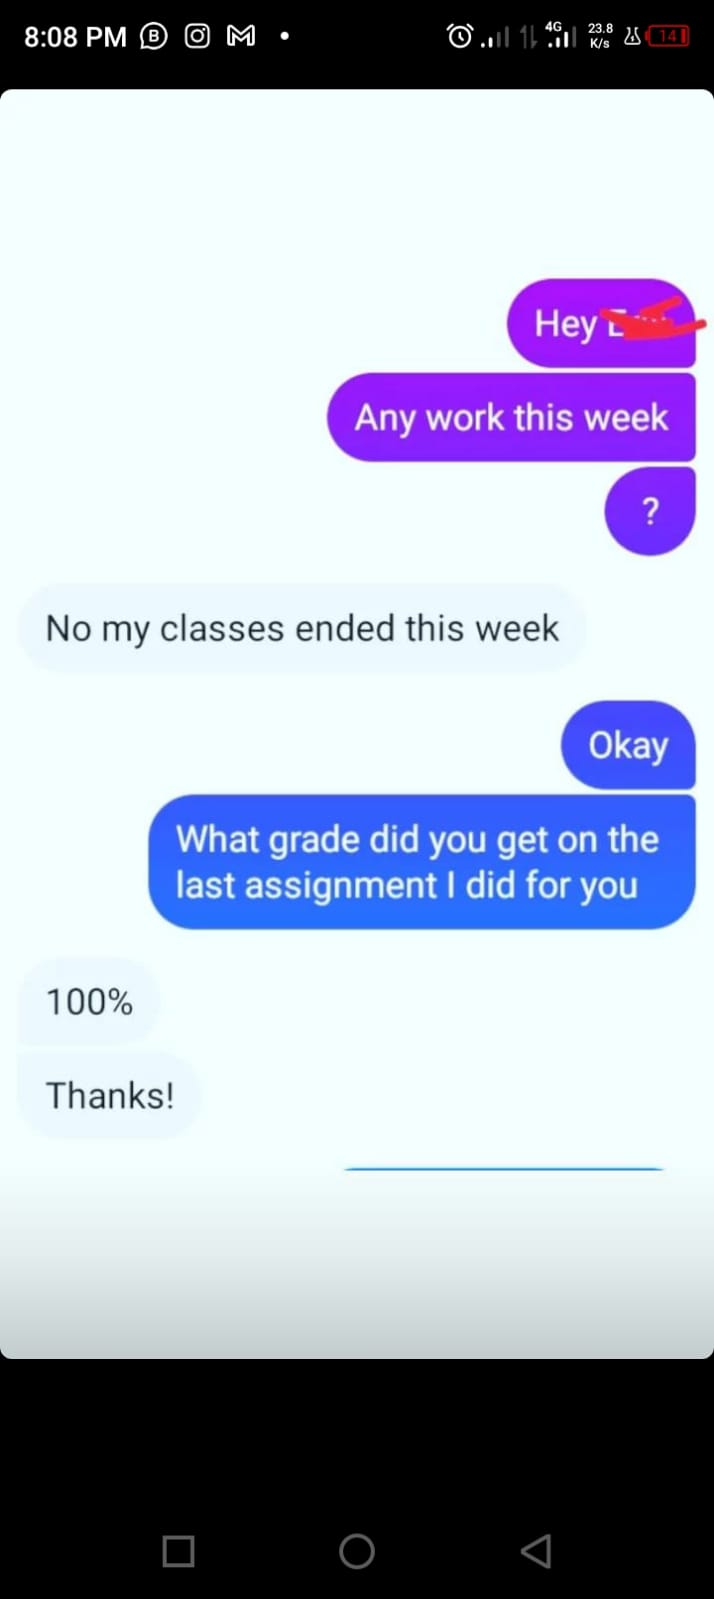 8:08 PM
4G
23.8
K/s
14
Hey
Any work this week
?
No my classes ended this week
Okay
What grade did you get on the
last assignment I did for you
100%
Thanks!